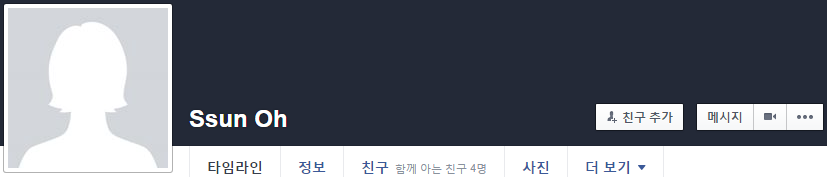 Ssun Oh
친구 추가 메시지
타임라인 정보 친구 함께 아는 친구 4명 사진 더 보기